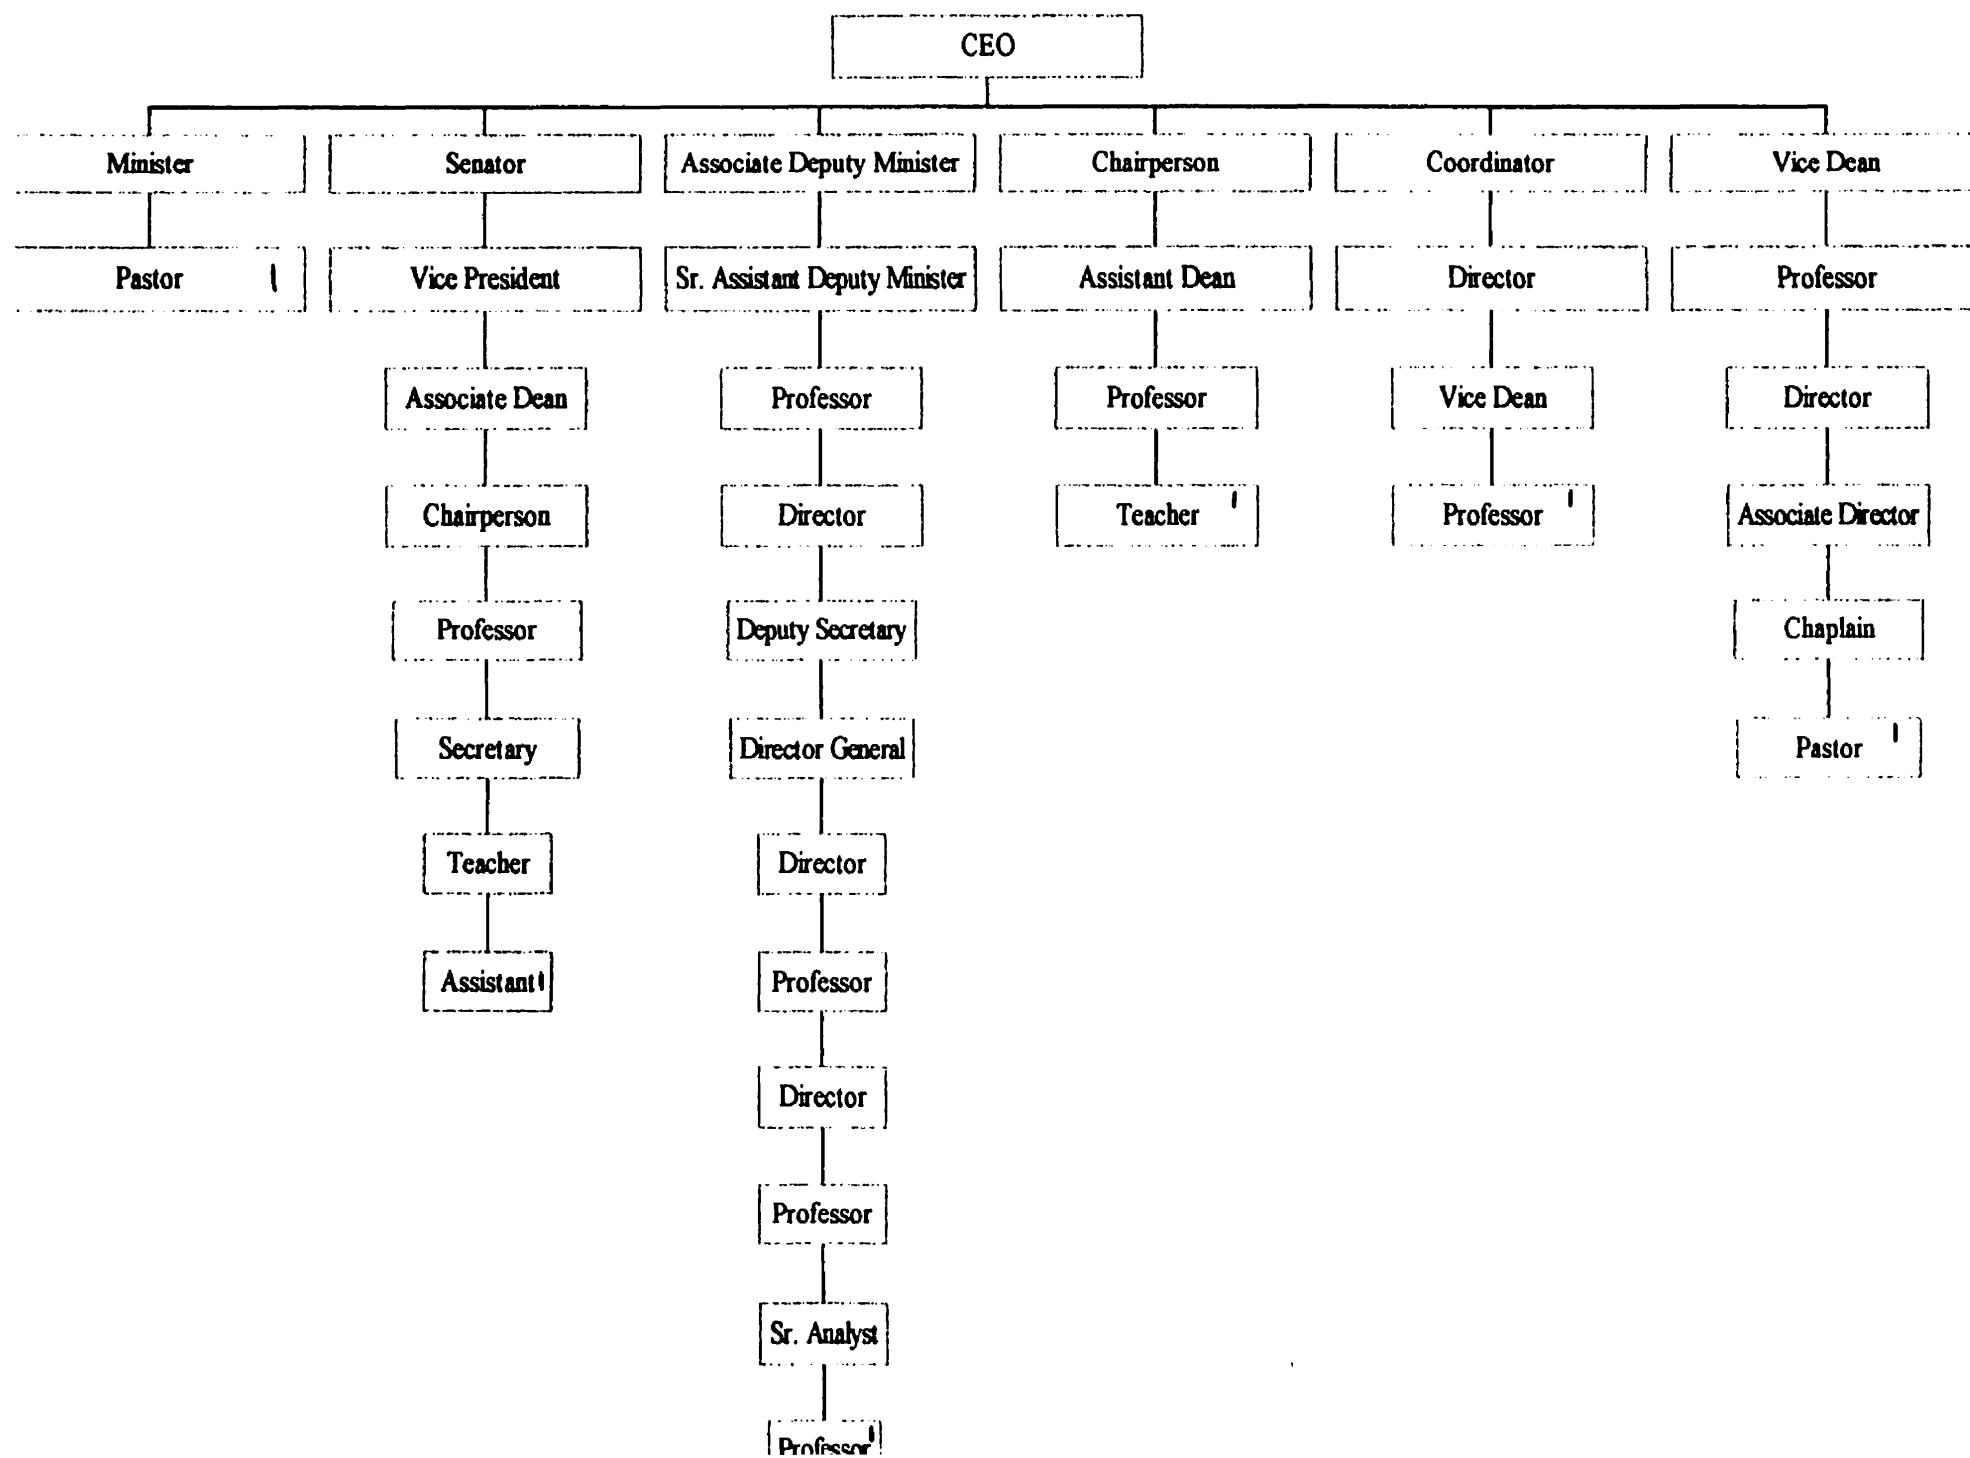 CEO
Minister
Senator
Associate Deputy Minister
Chairperson
Coordinator
Vice Dean
Pastor
Vice President
Sr. Assistant Deputy Minister
Assistant Dean
Director
Professor
Associate Dean
Professor
Professor
Vice Dean
Director
Chairperson
Director
Teacher
Professor
Associate Director
Professor
Deputy Secretary
Chaplain
Secretary
Director General
Pastor
Teacher
Director
Assistant
Professor
Director
Professor
Sr. Analyst
Professor